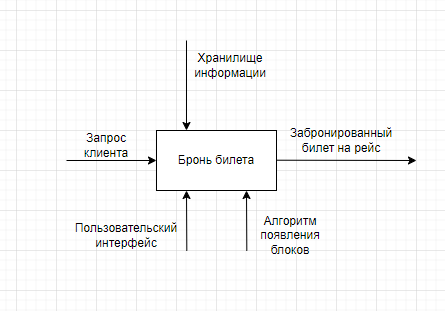 Хранилище
информации
Запрос
клиента
Бронь билета
Забронированный
билет на рейс
Пользовательский
интерфейс
Алгоритм
появления
блоков